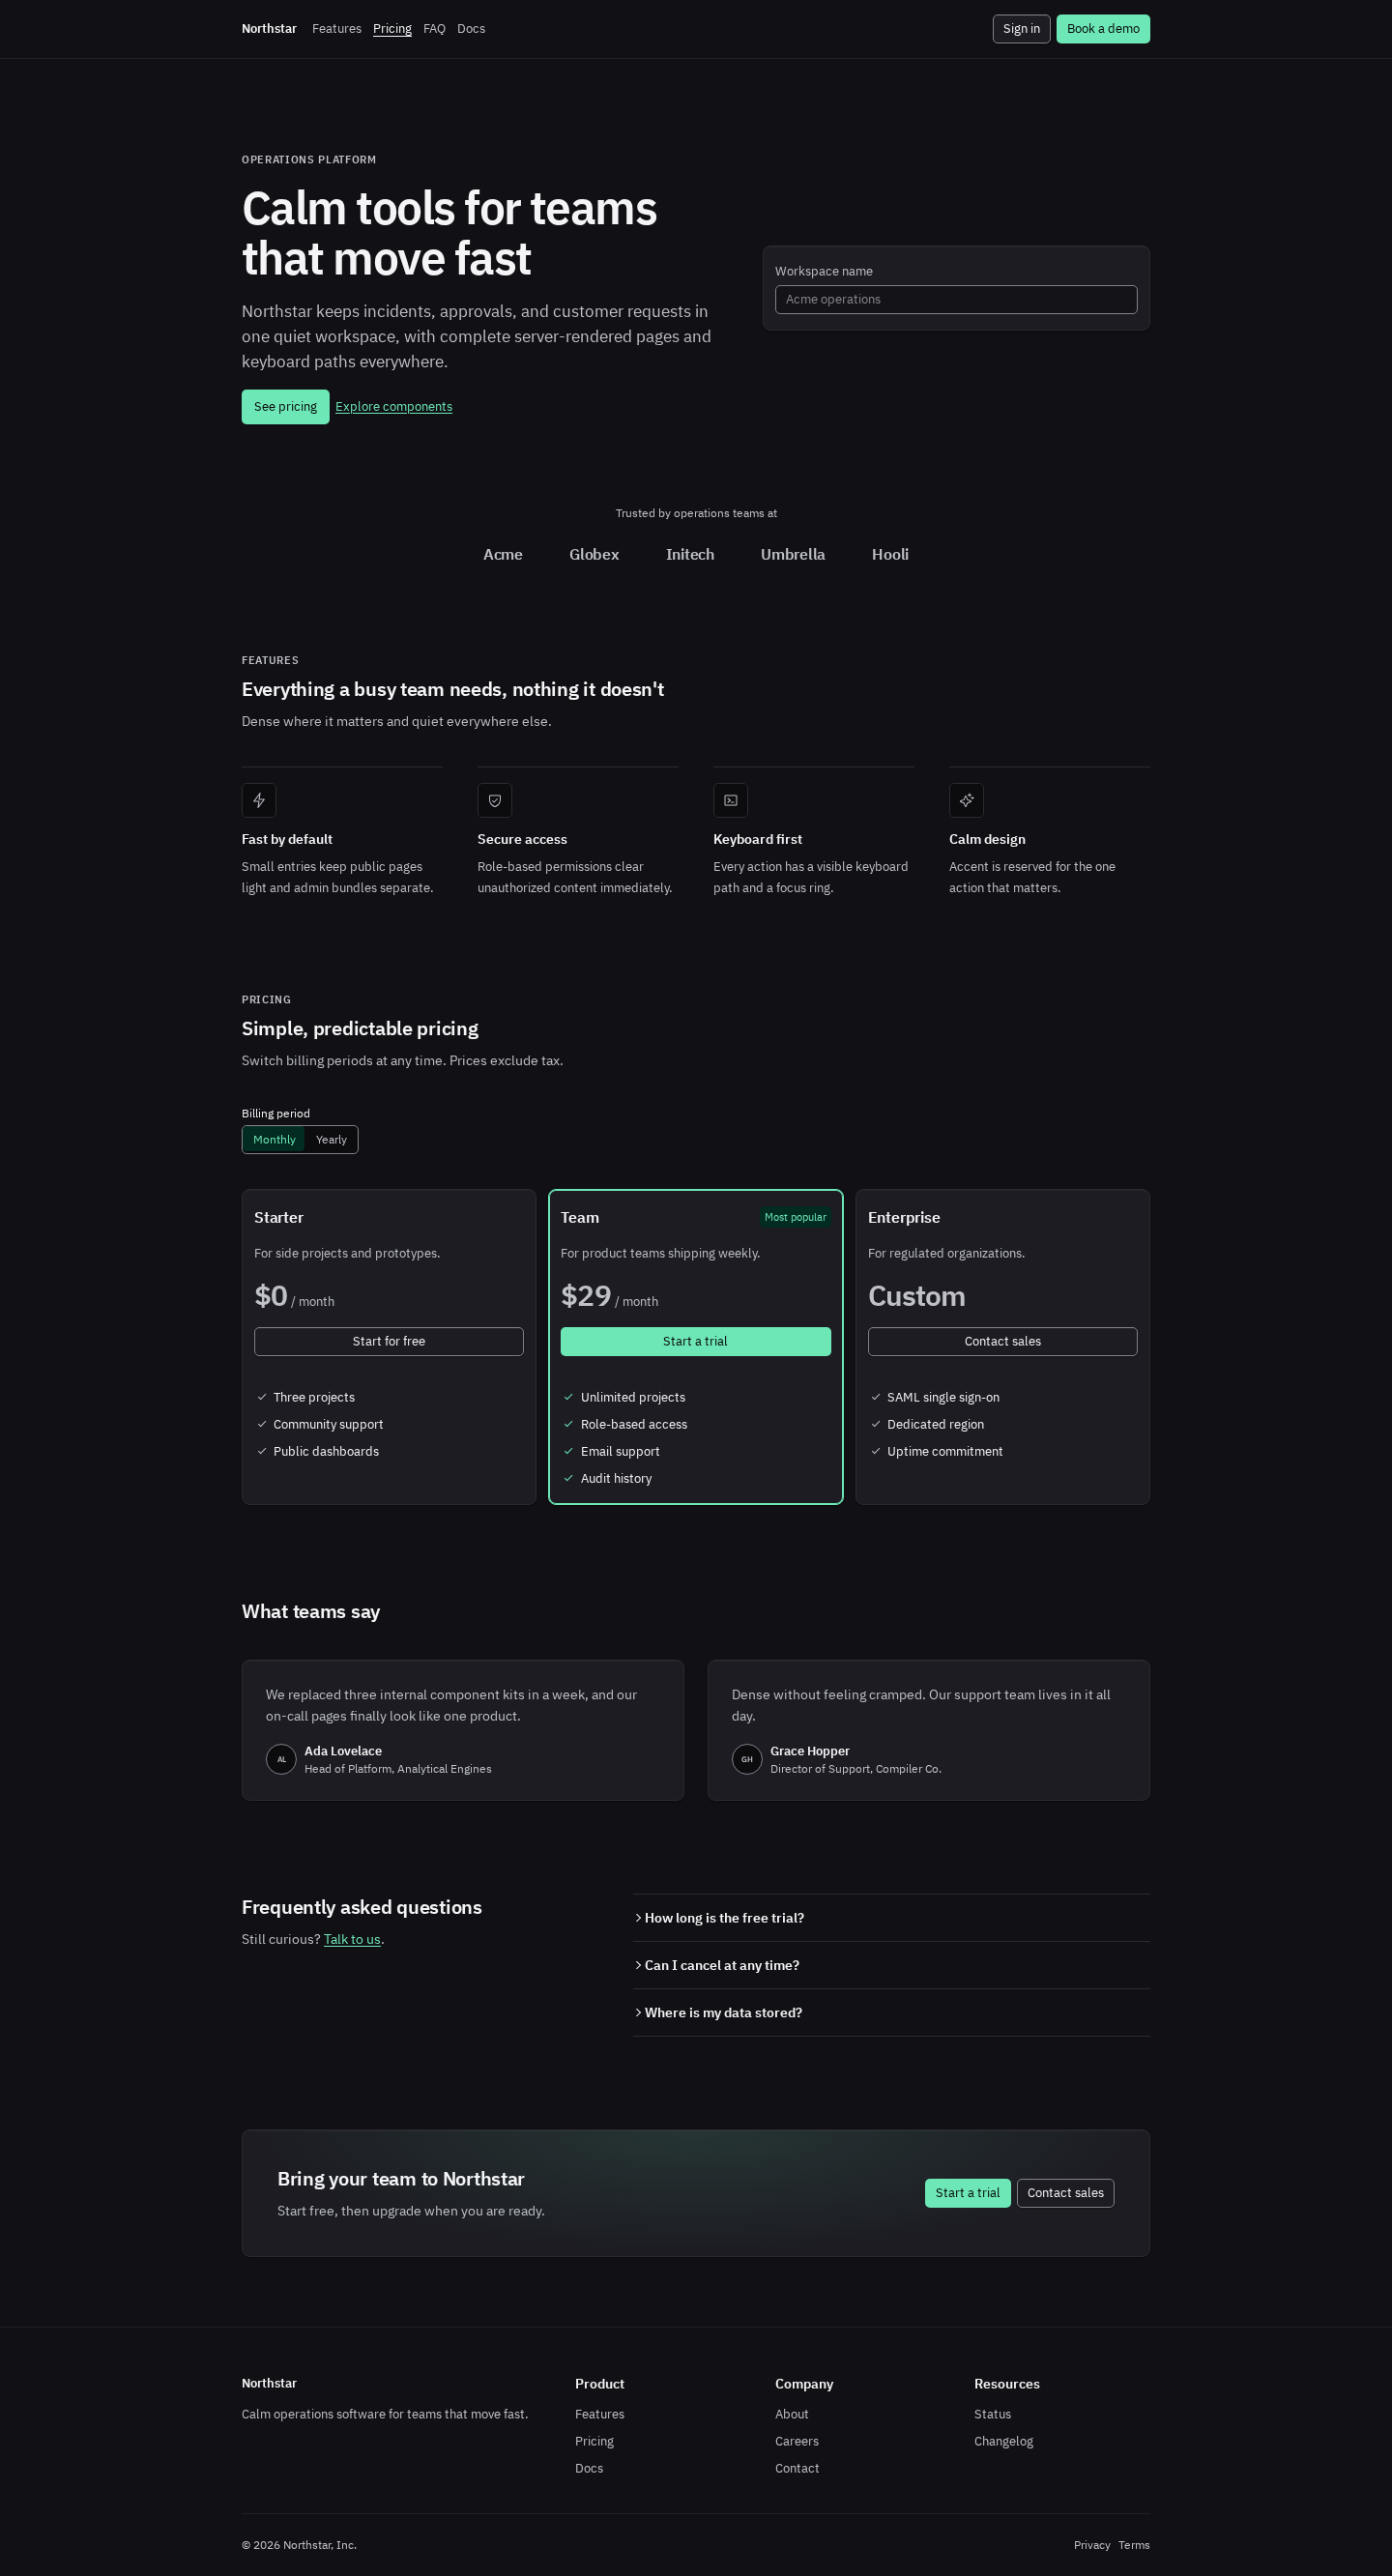 Northstar Features Pricing FAQ Docs Sign in Book a demo
OPERATIONS PLATFORM
Calm tools for teams
that move fast
Northstar keeps incidents, approvals, and customer requests in
one quiet workspace, with complete server-rendered pages and
keyboard paths everywhere.
See pricing Explore components
Workspace name
Acme operations
Trusted by operations teams at
Acme Globex Initech Umbrella Hooli
FEATURES
Everything a busy team needs, nothing it doesn't
Dense where it matters and quiet everywhere else.
Fast by default
Small entries keep public pages
light and admin bundles separate.
Secure access
Role-based permissions clear
unauthorized content immediately.
Keyboard first
Every action has a visible keyboard
path and a focus ring.
Calm design
Accent is reserved for the one
action that matters.
PRICING
Simple, predictable pricing
Switch billing periods at any time. Prices exclude tax.
Billing period
Monthly Yearly
Starter
For side projects and prototypes.
$0 / month
Start for free
Three projects
Community support
Public dashboards
Team Most popular
For product teams shipping weekly.
$29 / month
Start a trial
Unlimited projects
Role-based access
Email support
Audit history
Enterprise
For regulated organizations.
Custom
Contact sales
SAML single sign-on
Dedicated region
Uptime commitment
What teams say
We replaced three internal component kits in a week, and our
on-call pages finally look like one product.
AL Ada Lovelace
Head of Platform, Analytical Engines
Dense without feeling cramped. Our support team lives in it all
day.
GH Grace Hopper
Director of Support, Compiler Co.
Frequently asked questions
Still curious? Talk to us.
How long is the free trial?
Can I cancel at any time?
Where is my data stored?
Bring your team to Northstar
Start free, then upgrade when you are ready.
Start a trial Contact sales
Northstar
Calm operations software for teams that move fast.
Product
Features
Pricing
Docs
Company
About
Careers
Contact
Resources
Status
Changelog
© 2026 Northstar, Inc.
Privacy Terms